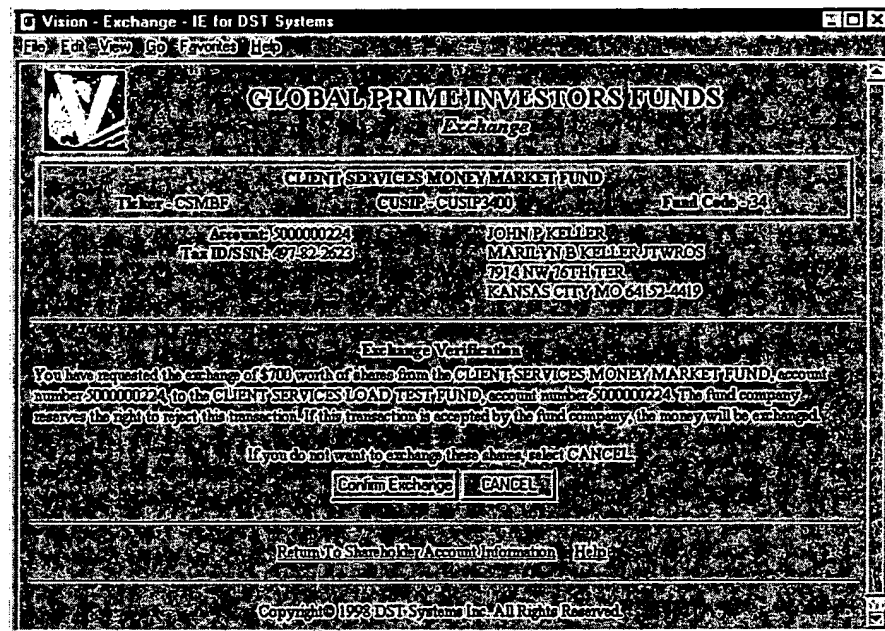 Vision - Exchange - IE for DST Systems
File Edit View Go Favorites Help
GLOBAL PRIME INVESTORS FUNDS
Exchange
CLIENT SERVICES MONEY MARKET FUND
Ticker - CSMBF CUSIP - CUSIP3400 Fund Code - 34
Account: 5000000224 JOHN P KELLER
Tax ID/SSN: 497-82-2623 MARILYN B KELLER JTWROS
7914 NW 76TH TER
KANSAS CITY MO 64152-4419
Exchange Verification
You have requested the exchange of $700 worth of shares from the CLIENT SERVICES MONEY MARKET FUND, account
number 5000000224, to the CLIENT SERVICES LOAD TEST FUND, account number 5000000224. The fund company
reserves the right to reject this transaction. If this transaction is accepted by the fund company, the money will be exchanged.
If you do not want to exchange these shares, select CANCEL.
Confirm Exchange CANCEL
Return To Shareholder Account Information Help
Copyright© 1998 DST Systems Inc. All Rights Reserved.